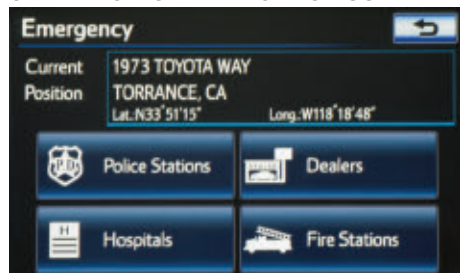 Emergency
Current 1973 TOYOTA WAY
Position TORRANCE, CA
Lat.:N33°51'15" Long.:W118°18'48"
P.D.
Police Stations
Dealers
H
Hospitals
Fire Stations